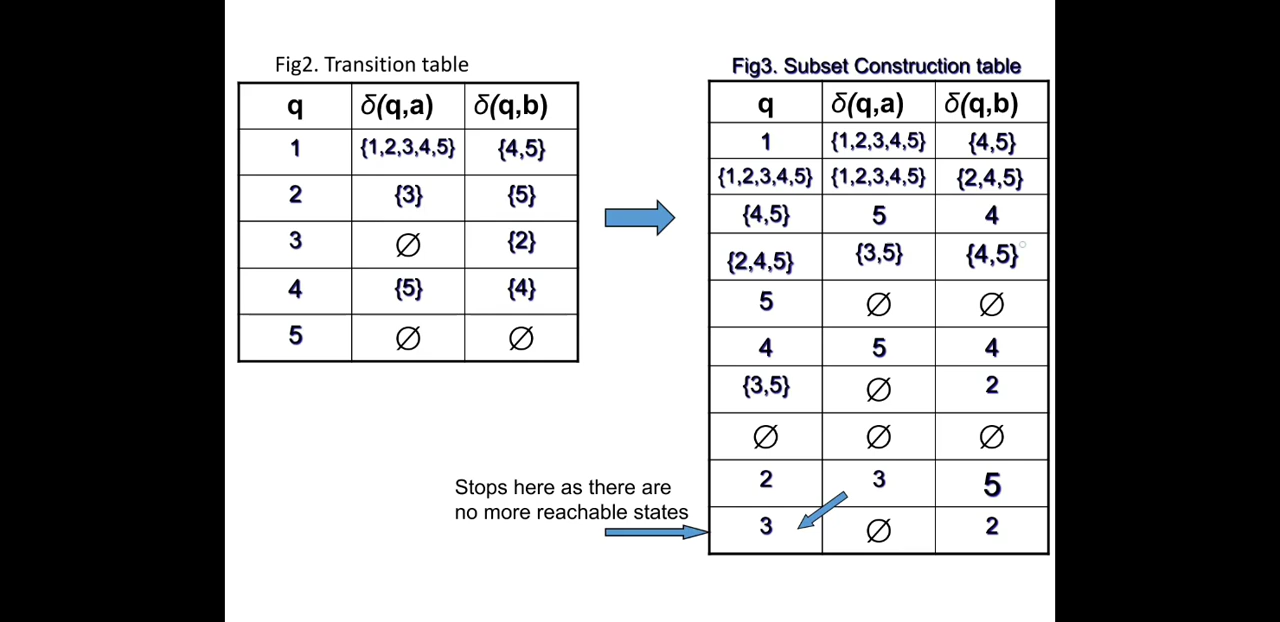 Fig2. Transition table
q δ(q,a) δ(q,b)
1 {1,2,3,4,5} {4,5}
2 {3} {5}
3 ∅ {2}
4 {5} {4}
5 ∅ ∅
Fig3. Subset Construction table
q δ(q,a) δ(q,b)
1 {1,2,3,4,5} {4,5}
{1,2,3,4,5} {1,2,3,4,5} {2,4,5}
{4,5} 5 4
{2,4,5} {3,5} {4,5}
5 ∅ ∅
4 5 4
{3,5} ∅ 2
∅ ∅ ∅
2 3 5
3 ∅ 2
Stops here as there are
no more reachable states